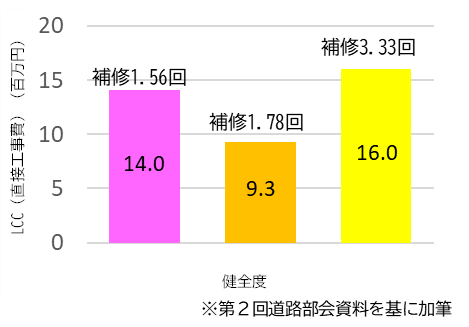 LCC（直接工事費）（百万円）
20
15
10
5
0
補修1.56回
補修1.78回
補修3.33回
14.0
9.3
16.0
健全度
※第２回道路部会資料を基に加筆